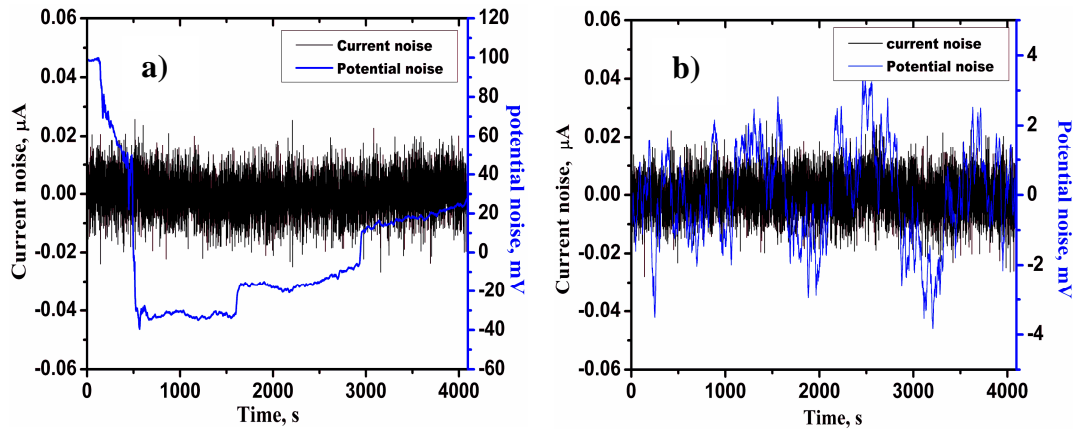 a)
Current noise
Potential noise
Current noise, μA
0.06
0.04
0.02
0.00
-0.02
-0.04
-0.06
120
100
80
60
40
20
0
-20
-40
-60
potential noise, mV
0 1000 2000 3000 4000
Time, s
b)
current noise
Potential noise
Current noise, μA
0.06
0.04
0.02
0.00
-0.02
-0.04
-0.06
4
2
0
-2
-4
Potential noise, mV
0 1000 2000 3000 4000
Time, s